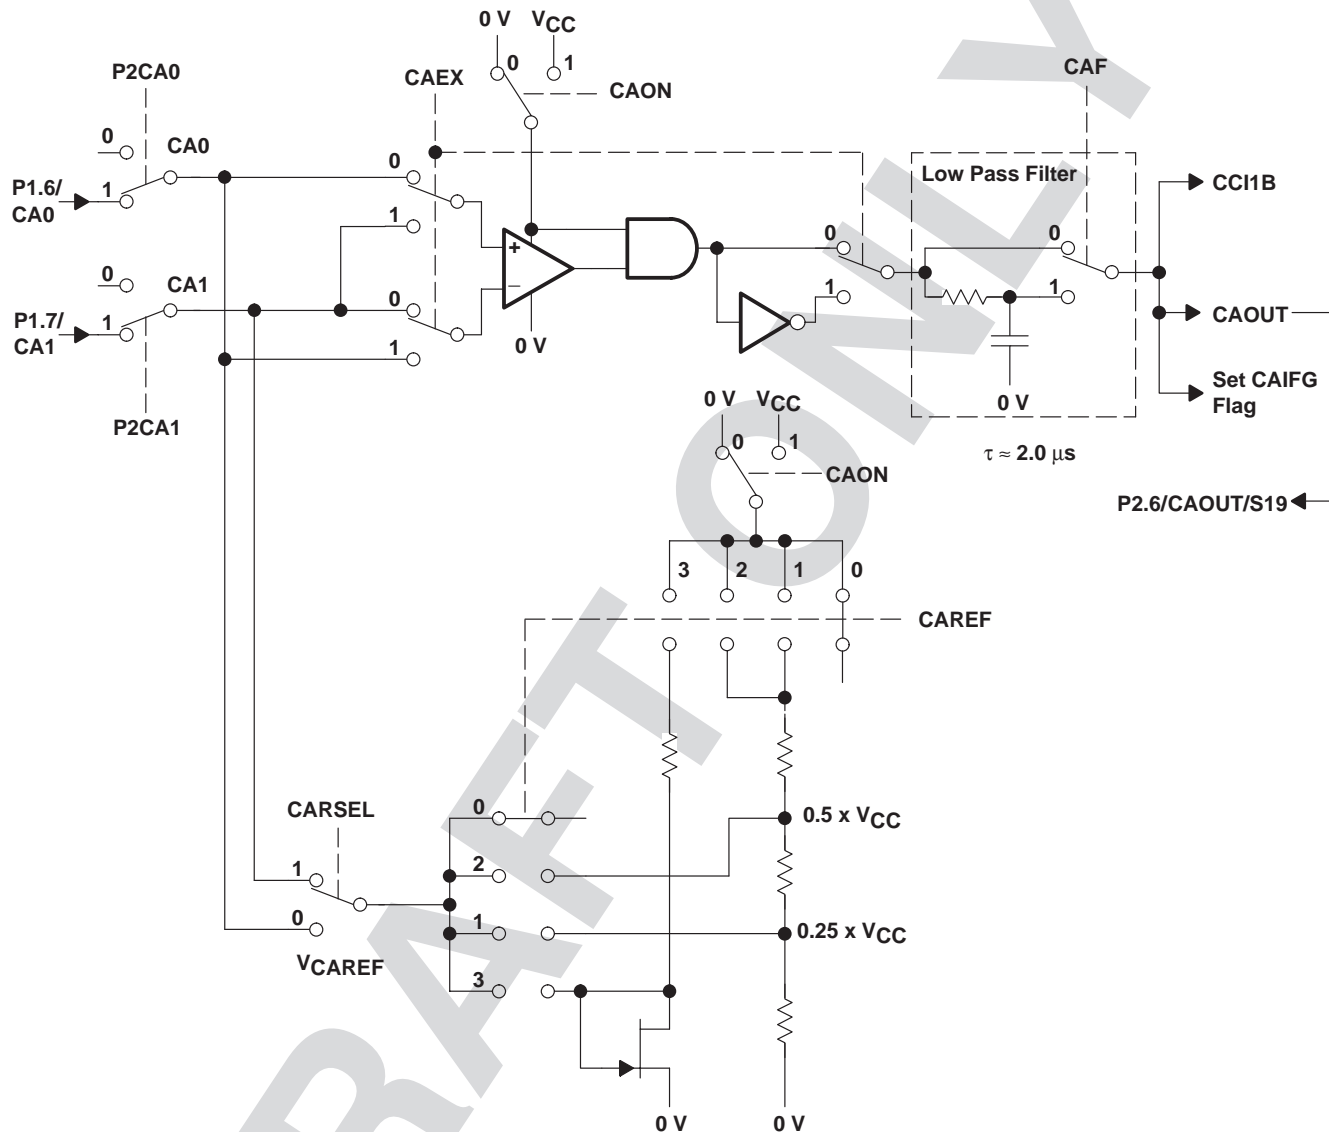 0 V VCC
0 1
P2CA0
CAEX
CAON
CAF
0
CA0
0
Low Pass Filter
P1.6/
CA0
1
1
0
CCI1B
0
0
+
1
0
CA1
0
−
1
CAOUT
P1.7/
CA1
1
1
0 V
0 V
Set CAIFG
Flag
P2CA1
0 V VCC
0 1
τ ≈ 2.0 μs
CAON
P2.6/CAOUT/S19
3 2 1 0
CAREF
CARSEL
0
0.5 x VCC
1
2
0
1
0.25 x VCC
VCAREF
3
0 V
0 V
DRAFT ONLY